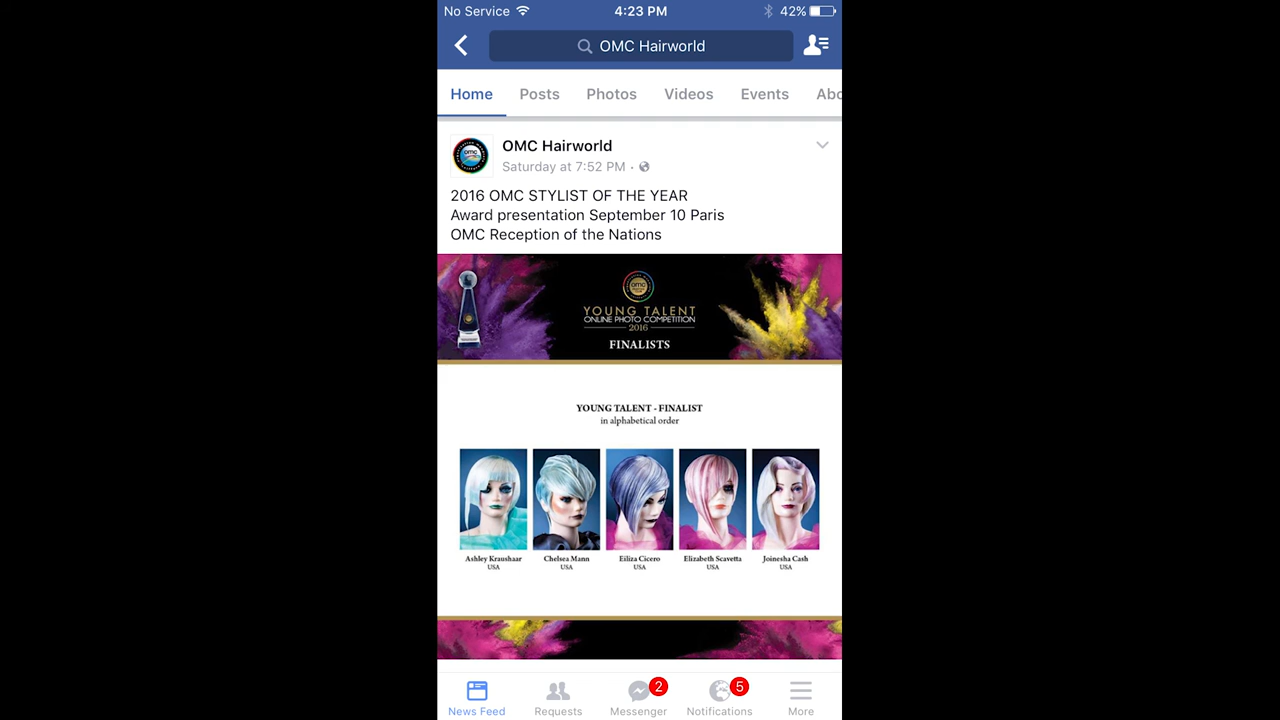 No Service 4:23 PM 42%
OMC Hairworld
Home Posts Photos Videos Events Abo
OMC Hairworld
Saturday at 7:52 PM ·
2016 OMC STYLIST OF THE YEAR
Award presentation September 10 Paris
OMC Reception of the Nations
omc
YOUNG TALENT
ONLINE PHOTO COMPETITION
2016
FINALISTS
YOUNG TALENT - FINALIST
in alphabetical order
Ashley Kraushaar Chelsea Mann Eiliza Cicero Elizabeth Scavetta Joinesha Cash
USA USA USA USA USA
2 5
News Feed Requests Messenger Notifications More